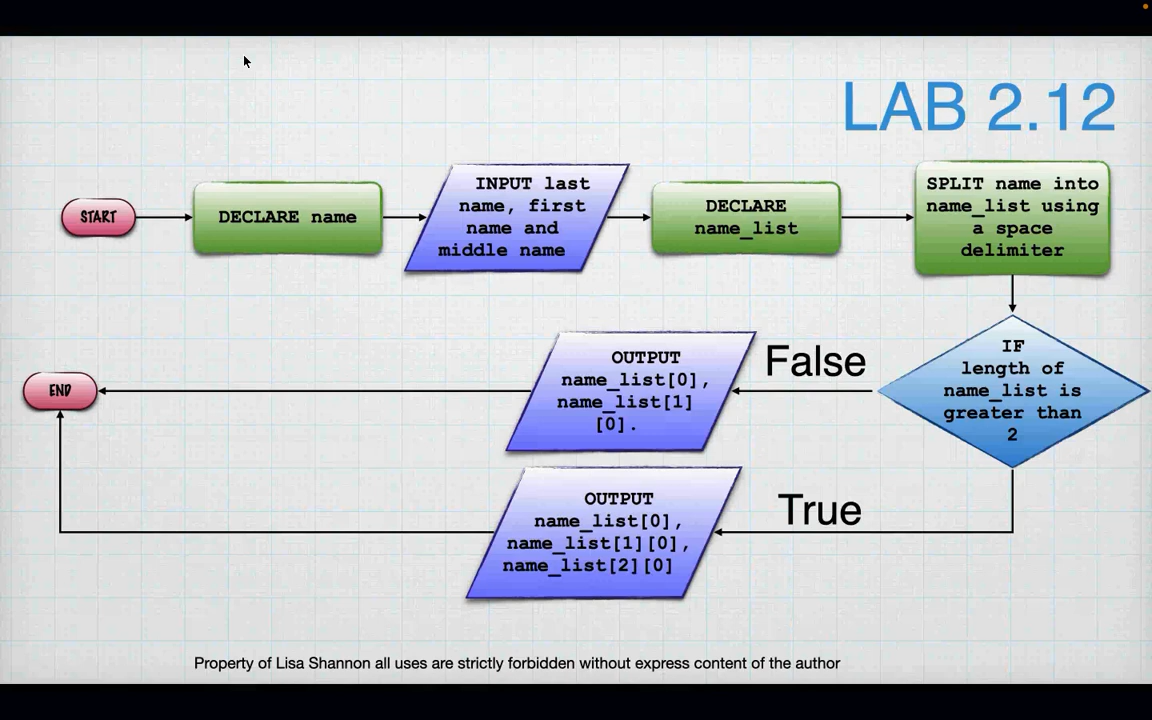 LAB 2.12
START
DECLARE name
INPUT last
name, first
name and
middle name
DECLARE
name_list
SPLIT name into
name_list using
a space
delimiter
IF
length of
name_list is
greater than
2
False
OUTPUT
name_list[0],
name_list[1]
[0].
END
True
OUTPUT
name_list[0],
name_list[1][0],
name_list[2][0]
Property of Lisa Shannon all uses are strictly forbidden without express content of the author